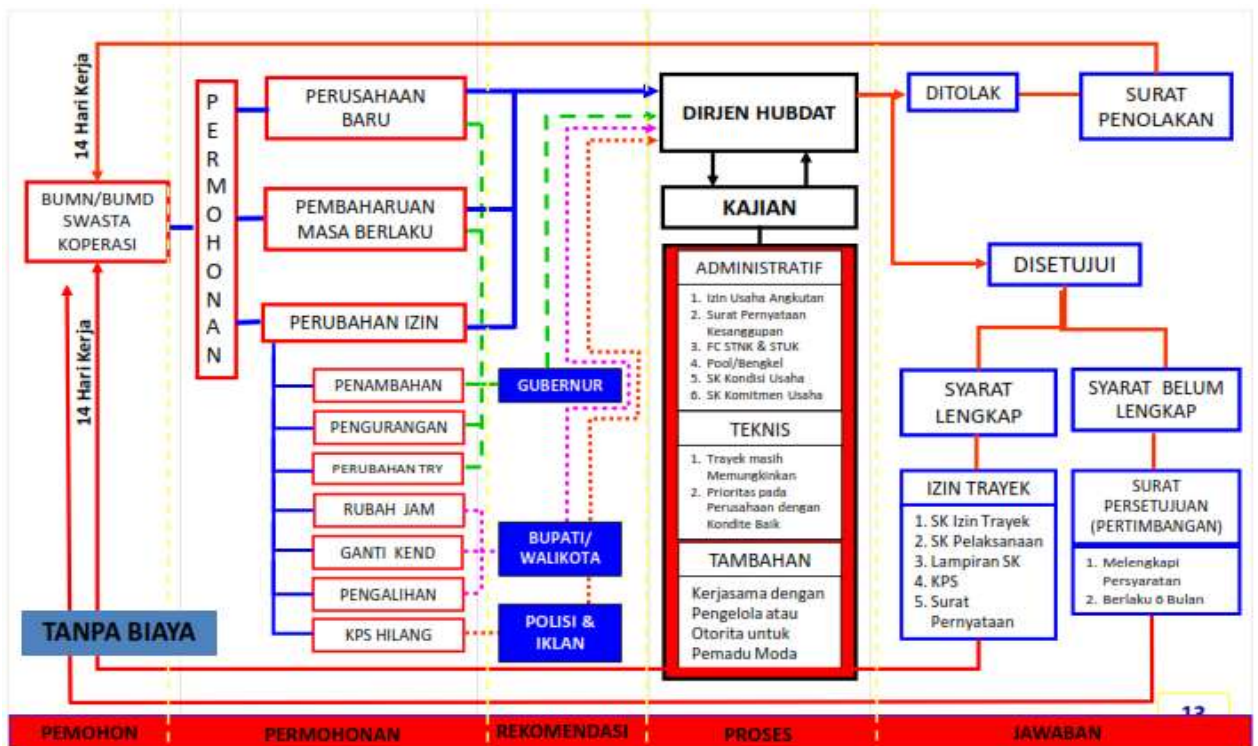 14 Hari Kerja
BUMN/BUMD
SWASTA
KOPERASI
14 Hari Kerja
TANPA BIAYA
PERMOHONAN
PERUSAHAAN
BARU
PEMBAHARUAN
MASA BERLAKU
PERUBAHAN IZIN
PENAMBAHAN
PENGURANGAN
PERUBAHAN TRY
RUBAH JAM
GANTI KEND
PENGALIHAN
KPS HILANG
GUBERNUR
BUPATI/
WALIKOTA
POLISI &
IKLAN
DIRJEN HUBDAT
KAJIAN
ADMINISTRATIF
1. Izin Usaha Angkutan
2. Surat Pernyataan
Kesanggupan
3. FC STNK & STUK
4. Pool/Bengkel
5. SK Kondisi Usaha
6. SK Komitmen Usaha
TEKNIS
1. Trayek masih
Memungkinkan
2. Prioritas pada
Perusahaan dengan
Kondite Baik
TAMBAHAN
Kerjasama dengan
Pengelola atau
Otorita untuk
Pemadu Moda
DITOLAK
SURAT
PENOLAKAN
DISETUJUI
SYARAT
LENGKAP
SYARAT BELUM
LENGKAP
IZIN TRAYEK
1. SK Izin Trayek
2. SK Pelaksanaan
3. Lampiran SK
4. KPS
5. Surat
Pernyataan
SURAT
PERSETUJUAN
(PERTIMBANGAN)
1. Melengkapi
Persyaratan
2. Berlaku 6 Bulan
13
PEMOHON
PERMOHONAN
REKOMENDASI
PROSES
JAWABAN